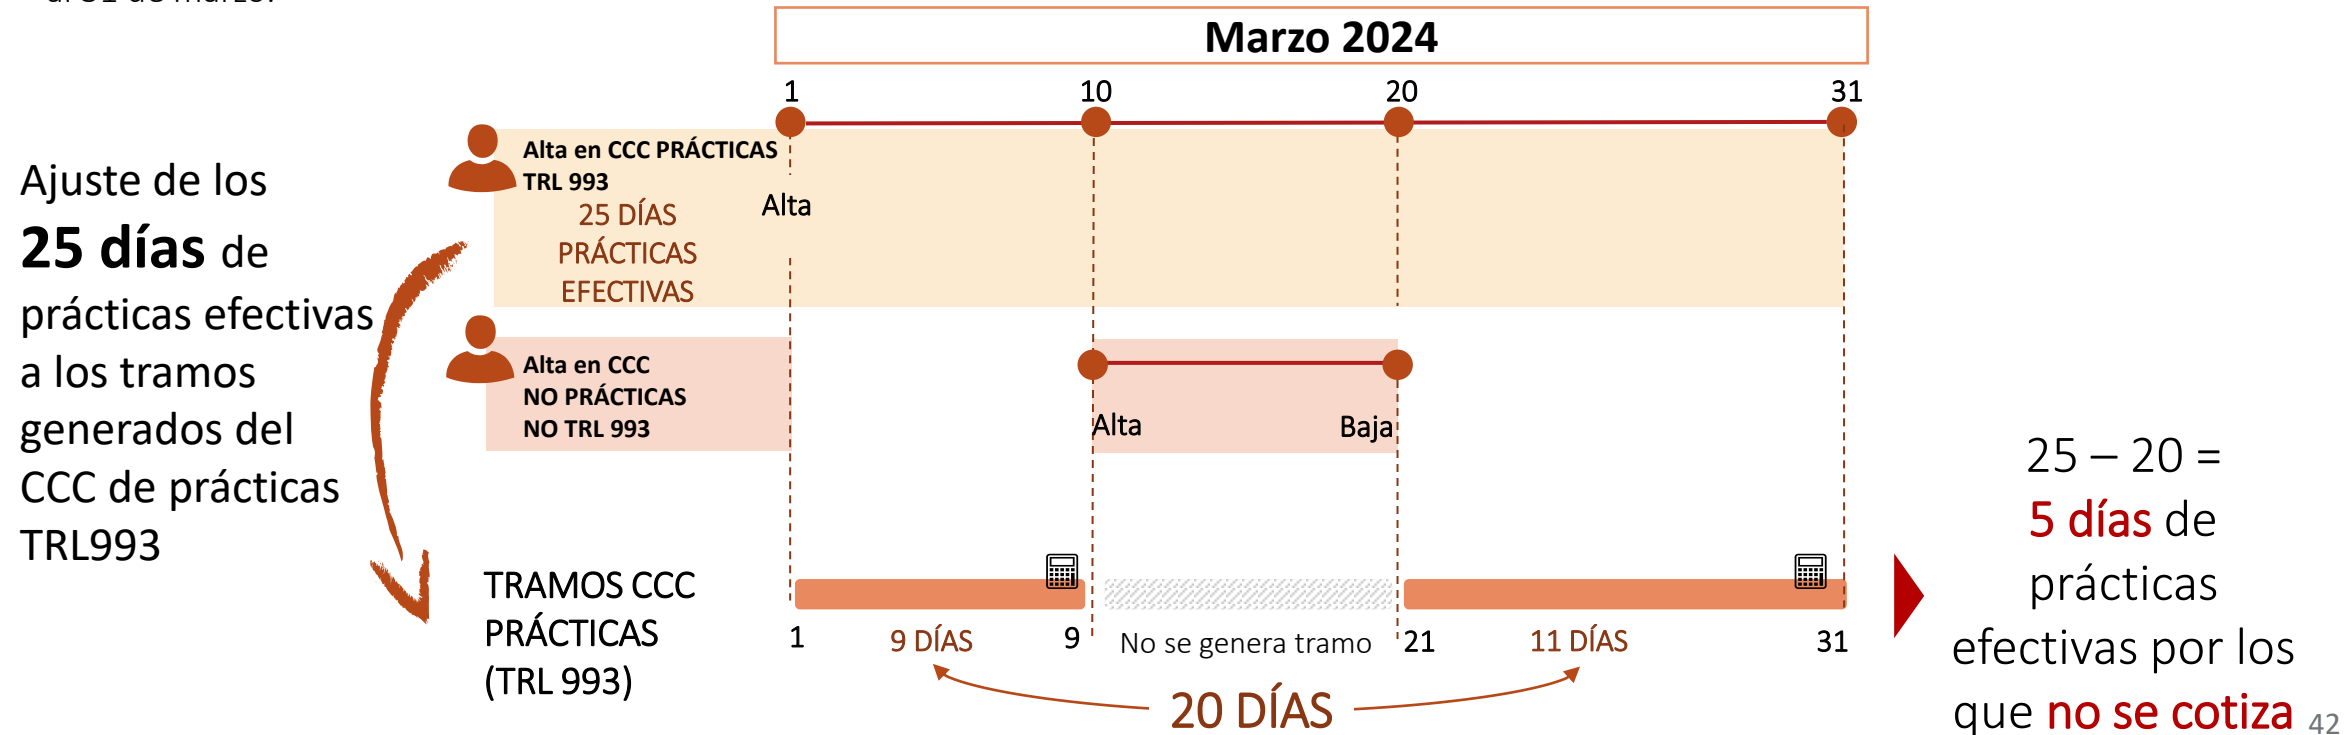 al 31 de marzo.
Marzo 2024
1
10
20
31
Ajuste de los
25 días de
prácticas efectivas
a los tramos
generados del
CCC de prácticas
TRL993
Alta en CCC PRÁCTICAS
TRL 993
25 DÍAS
PRÁCTICAS
EFECTIVAS
Alta
Alta en CCC
NO PRÁCTICAS
NO TRL 993
Alta
Baja
TRAMOS CCC
PRÁCTICAS
(TRL 993)
1
9 DÍAS
9
No se genera tramo
21
11 DÍAS
31
20 DÍAS
25 – 20 =
5 días de
prácticas
efectivas por los
que no se cotiza
42